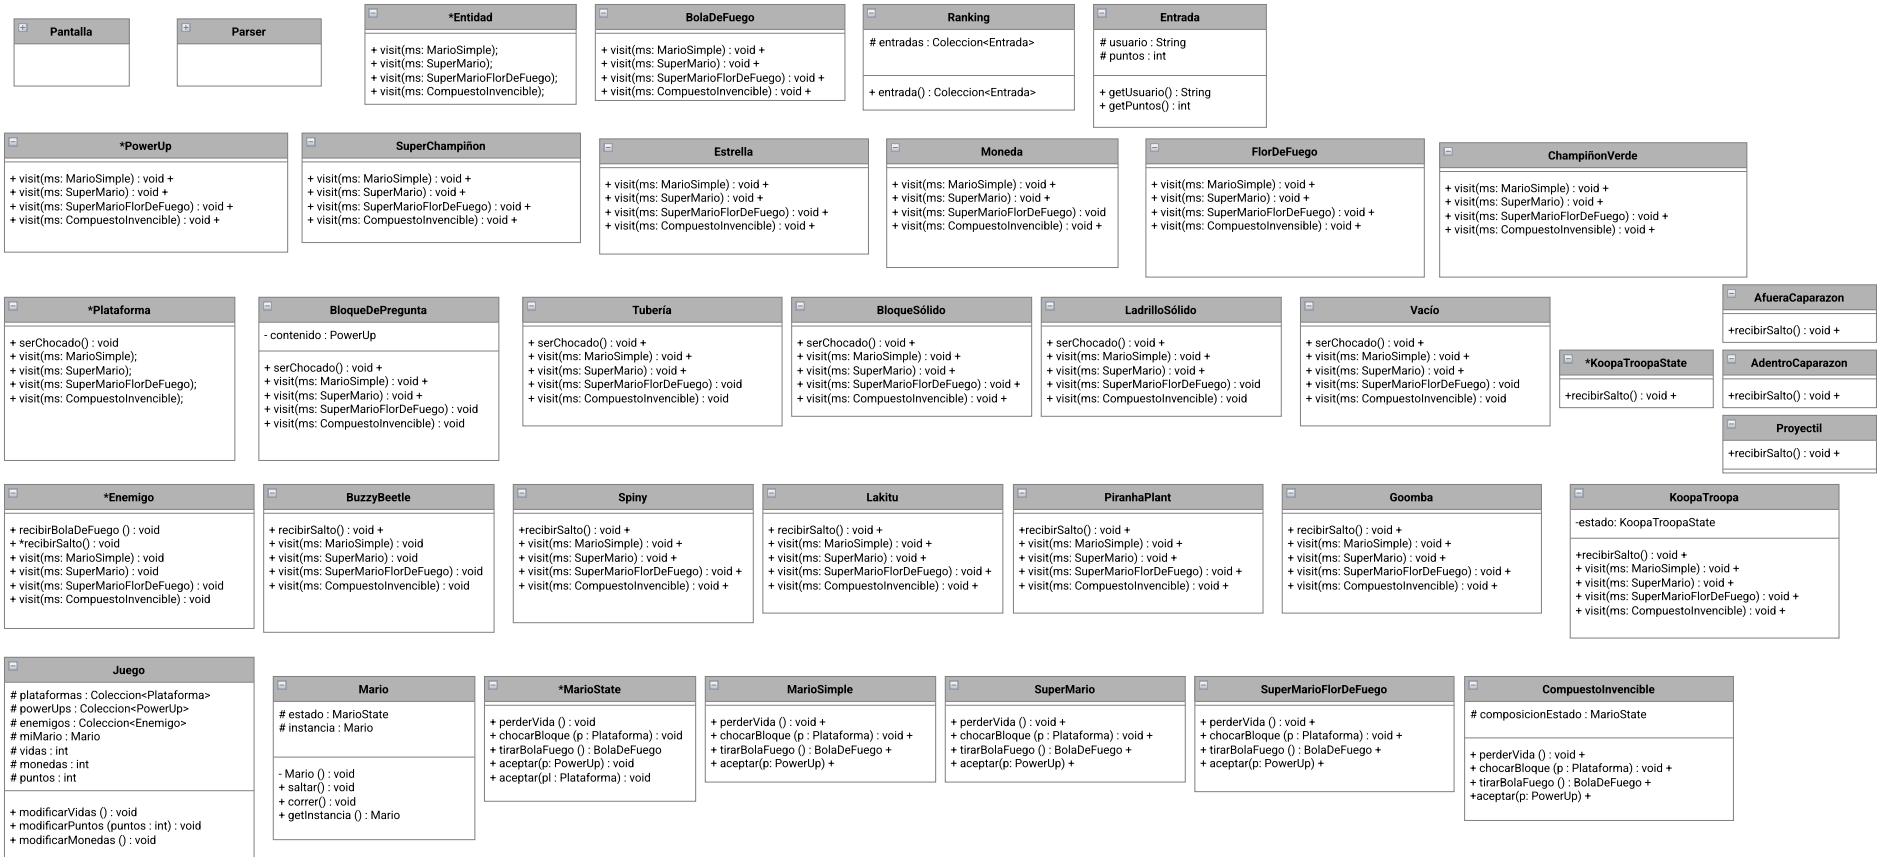 Pantalla
Parser
*Entidad
+ visit(ms: MarioSimple);
+ visit(ms: SuperMario);
+ visit(ms: SuperMarioFlorDeFuego);
+ visit(ms: CompuestoInvencible);
BolaDeFuego
+ visit(ms: MarioSimple) : void +
+ visit(ms: SuperMario) : void +
+ visit(ms: SuperMarioFlorDeFuego) : void +
+ visit(ms: CompuestoInvencible) : void +
Ranking
# entradas : Coleccion<Entrada>
+ entrada() : Coleccion<Entrada>
Entrada
# usuario : String
# puntos : int
+ getUsuario() : String
+ getPuntos() : int
*PowerUp
+ visit(ms: MarioSimple) : void +
+ visit(ms: SuperMario) : void +
+ visit(ms: SuperMarioFlorDeFuego) : void +
+ visit(ms: CompuestoInvencible) : void +
SuperChampiñon
+ visit(ms: MarioSimple) : void +
+ visit(ms: SuperMario) : void +
+ visit(ms: SuperMarioFlorDeFuego) : void +
+ visit(ms: CompuestoInvencible) : void +
Estrella
+ visit(ms: MarioSimple) : void +
+ visit(ms: SuperMario) : void +
+ visit(ms: SuperMarioFlorDeFuego) : void +
+ visit(ms: CompuestoInvencible) : void +
Moneda
+ visit(ms: MarioSimple) : void +
+ visit(ms: SuperMario) : void +
+ visit(ms: SuperMarioFlorDeFuego) : void
+ visit(ms: CompuestoInvencible) : void +
FlorDeFuego
+ visit(ms: MarioSimple) : void +
+ visit(ms: SuperMario) : void +
+ visit(ms: SuperMarioFlorDeFuego) : void +
+ visit(ms: CompuestoInvensible) : void +
ChampiñonVerde
+ visit(ms: MarioSimple) : void +
+ visit(ms: SuperMario) : void +
+ visit(ms: SuperMarioFlorDeFuego) : void +
+ visit(ms: CompuestoInvensible) : void +
*Plataforma
+ serChocado() : void
+ visit(ms: MarioSimple);
+ visit(ms: SuperMario);
+ visit(ms: SuperMarioFlorDeFuego);
+ visit(ms: CompuestoInvencible);
BloqueDePregunta
- contenido : PowerUp
+ serChocado() : void +
+ visit(ms: MarioSimple) : void +
+ visit(ms: SuperMario) : void +
+ visit(ms: SuperMarioFlorDeFuego) : void
+ visit(ms: CompuestoInvencible) : void
Tubería
+ serChocado() : void +
+ visit(ms: MarioSimple) : void +
+ visit(ms: SuperMario) : void +
+ visit(ms: SuperMarioFlorDeFuego) : void
+ visit(ms: CompuestoInvencible) : void
BloqueSólido
+ serChocado() : void +
+ visit(ms: MarioSimple) : void +
+ visit(ms: SuperMario) : void +
+ visit(ms: SuperMarioFlorDeFuego) : void +
+ visit(ms: CompuestoInvencible) : void +
LadrilloSólido
+ serChocado() : void +
+ visit(ms: MarioSimple) : void +
+ visit(ms: SuperMario) : void +
+ visit(ms: SuperMarioFlorDeFuego) : void
+ visit(ms: CompuestoInvencible) : void
Vacío
+ serChocado() : void +
+ visit(ms: MarioSimple) : void +
+ visit(ms: SuperMario) : void +
+ visit(ms: SuperMarioFlorDeFuego) : void
+ visit(ms: CompuestoInvencible) : void
*KoopaTroopaState
+recibirSalto() : void +
AfueraCaparazon
+recibirSalto() : void +
AdentroCaparazon
+recibirSalto() : void +
Proyectil
+recibirSalto() : void +
*Enemigo
+ recibirBolaDeFuego () : void
+ *recibirSalto() : void
+ visit(ms: MarioSimple) : void
+ visit(ms: SuperMario) : void
+ visit(ms: SuperMarioFlorDeFuego) : void
+ visit(ms: CompuestoInvencible) : void
BuzzyBeetle
+ recibirSalto() : void +
+ visit(ms: MarioSimple) : void
+ visit(ms: SuperMario) : void
+ visit(ms: SuperMarioFlorDeFuego) : void
+ visit(ms: CompuestoInvencible) : void
Spiny
+recibirSalto() : void +
+ visit(ms: MarioSimple) : void +
+ visit(ms: SuperMario) : void +
+ visit(ms: SuperMarioFlorDeFuego) : void +
+ visit(ms: CompuestoInvencible) : void +
Lakitu
+ recibirSalto() : void +
+ visit(ms: MarioSimple) : void +
+ visit(ms: SuperMario) : void +
+ visit(ms: SuperMarioFlorDeFuego) : void +
+ visit(ms: CompuestoInvencible) : void +
PiranhaPlant
+recibirSalto() : void +
+ visit(ms: MarioSimple) : void +
+ visit(ms: SuperMario) : void +
+ visit(ms: SuperMarioFlorDeFuego) : void +
+ visit(ms: CompuestoInvencible) : void +
Goomba
+ recibirSalto() : void +
+ visit(ms: MarioSimple) : void +
+ visit(ms: SuperMario) : void +
+ visit(ms: SuperMarioFlorDeFuego) : void +
+ visit(ms: CompuestoInvencible) : void +
KoopaTroopa
-estado: KoopaTroopaState
+recibirSalto() : void +
+ visit(ms: MarioSimple) : void +
+ visit(ms: SuperMario) : void +
+ visit(ms: SuperMarioFlorDeFuego) : void +
+ visit(ms: CompuestoInvencible) : void +
Juego
# plataformas : Coleccion<Plataforma>
# powerUps : Coleccion<PowerUp>
# enemigos : Coleccion<Enemigo>
# miMario : Mario
# vidas : int
# monedas : int
# puntos : int
+ modificarVidas () : void
+ modificarPuntos (puntos : int) : void
+ modificarMonedas () : void
Mario
# estado : MarioState
# instancia : Mario
- Mario () : void
+ saltar() : void
+ correr() : void
+ getInstancia () : Mario
*MarioState
+ perderVida () : void
+ chocarBloque (p : Plataforma) : void
+ tirarBolaFuego () : BolaDeFuego
+ aceptar(p: PowerUp) : void
+ aceptar(pl : Plataforma) : void
MarioSimple
+ perderVida () : void +
+ chocarBloque (p : Plataforma) : void +
+ tirarBolaFuego () : BolaDeFuego +
+ aceptar(p: PowerUp) +
SuperMario
+ perderVida () : void +
+ chocarBloque (p : Plataforma) : void +
+ tirarBolaFuego () : BolaDeFuego +
+ aceptar(p: PowerUp) +
SuperMarioFlorDeFuego
+ perderVida () : void +
+ chocarBloque (p : Plataforma) : void +
+ tirarBolaFuego () : BolaDeFuego +
+ aceptar(p: PowerUp) +
CompuestoInvencible
# composicionEstado : MarioState
+ perderVida () : void +
+ chocarBloque (p : Plataforma) : void +
+ tirarBolaFuego () : BolaDeFuego +
+aceptar(p: PowerUp) +